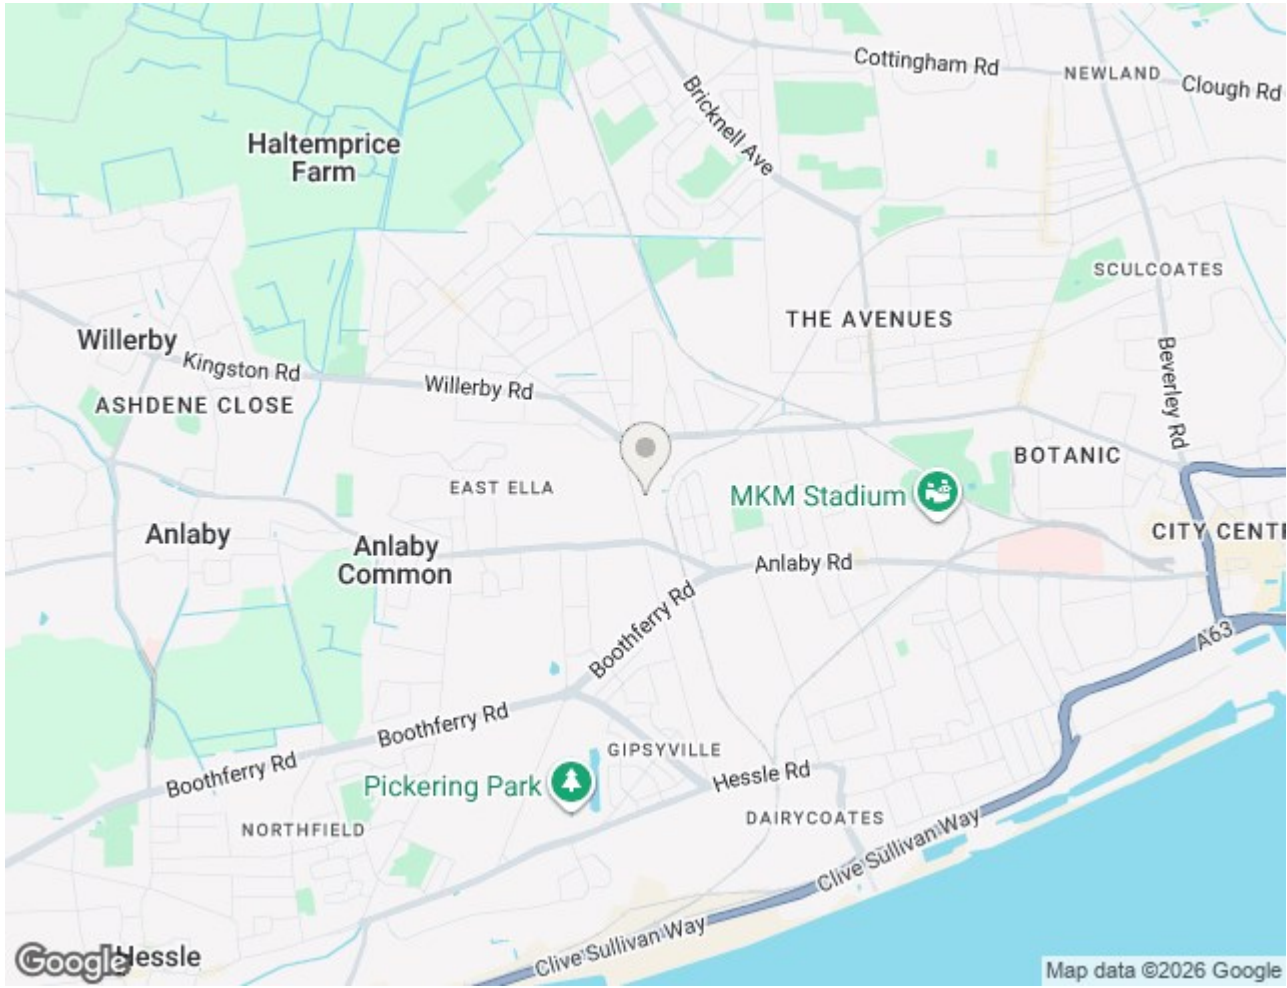 Cottingham Rd
NEWLAND
Clough Rd
Bricknell Ave
Haltemprice
Farm
SCULCOATES
THE AVENUES
Willerby
Kingston Rd
Willerby Rd
Beverley Rd
ASHDENE CLOSE
BOTANIC
EAST ELLA
MKM Stadium
Anlaby
Anlaby
Common
CITY CENTR
Anlaby Rd
Boothferry Rd
A63
Boothferry Rd
Boothferry Rd
GIPSYVILLE
Pickering Park
Hessle Rd
NORTHFIELD
DAIRYCOATES
Clive Sullivan Way
Clive Sullivan Way
Hessle
Google
Map data ©2026 Google